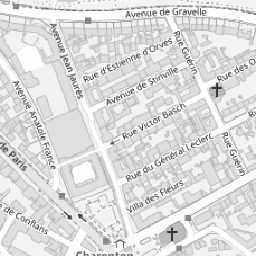 Avenue de Gravelle
Avenue Jean Jaurès
Rue d'Estienne d'Orves
Rue Guérin
Avenue de Stinville
Rue des O
Avenue Anatole France
Rue Victor Basch
de Paris
Rue du Général Leclerc
Rue Guérin
Villa des Fleurs
de Conflans
Charenton